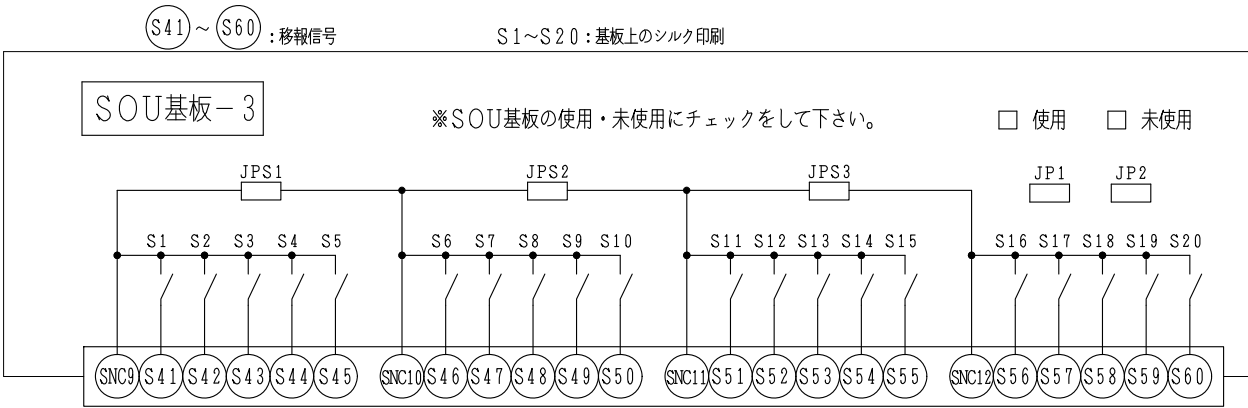 S41～S60：移報信号　S1～S20：基板上のシルク印刷
SOU基板－3　※SOU基板の使用・未使用にチェックをして下さい。　□ 使用　□ 未使用
JPS1 JPS2 JPS3 JP1 JP2
S1 S2 S3 S4 S5 S6 S7 S8 S9 S10 S11 S12 S13 S14 S15 S16 S17 S18 S19 S20
SNC9 S41 S42 S43 S44 S45 SNC10 S46 S47 S48 S49 S50 SNC11 S51 S52 S53 S54 S55 SNC12 S56 S57 S58 S59 S60